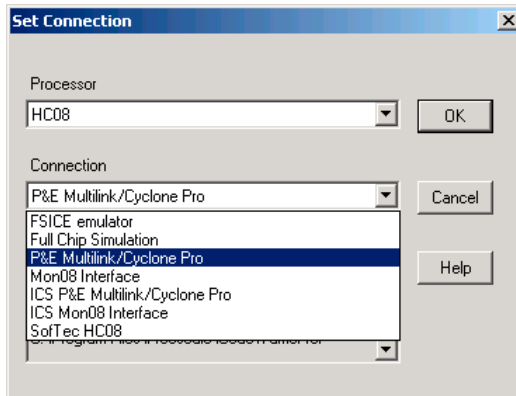 Set Connection
Processor
HC08
OK
Connection
P&E Multilink/Cyclone Pro
Cancel
FSICE emulator
Full Chip Simulation
P&E Multilink/Cyclone Pro
Mon08 Interface
Help
ICS P&E Multilink/Cyclone Pro
ICS Mon08 Interface
SofTec HC08